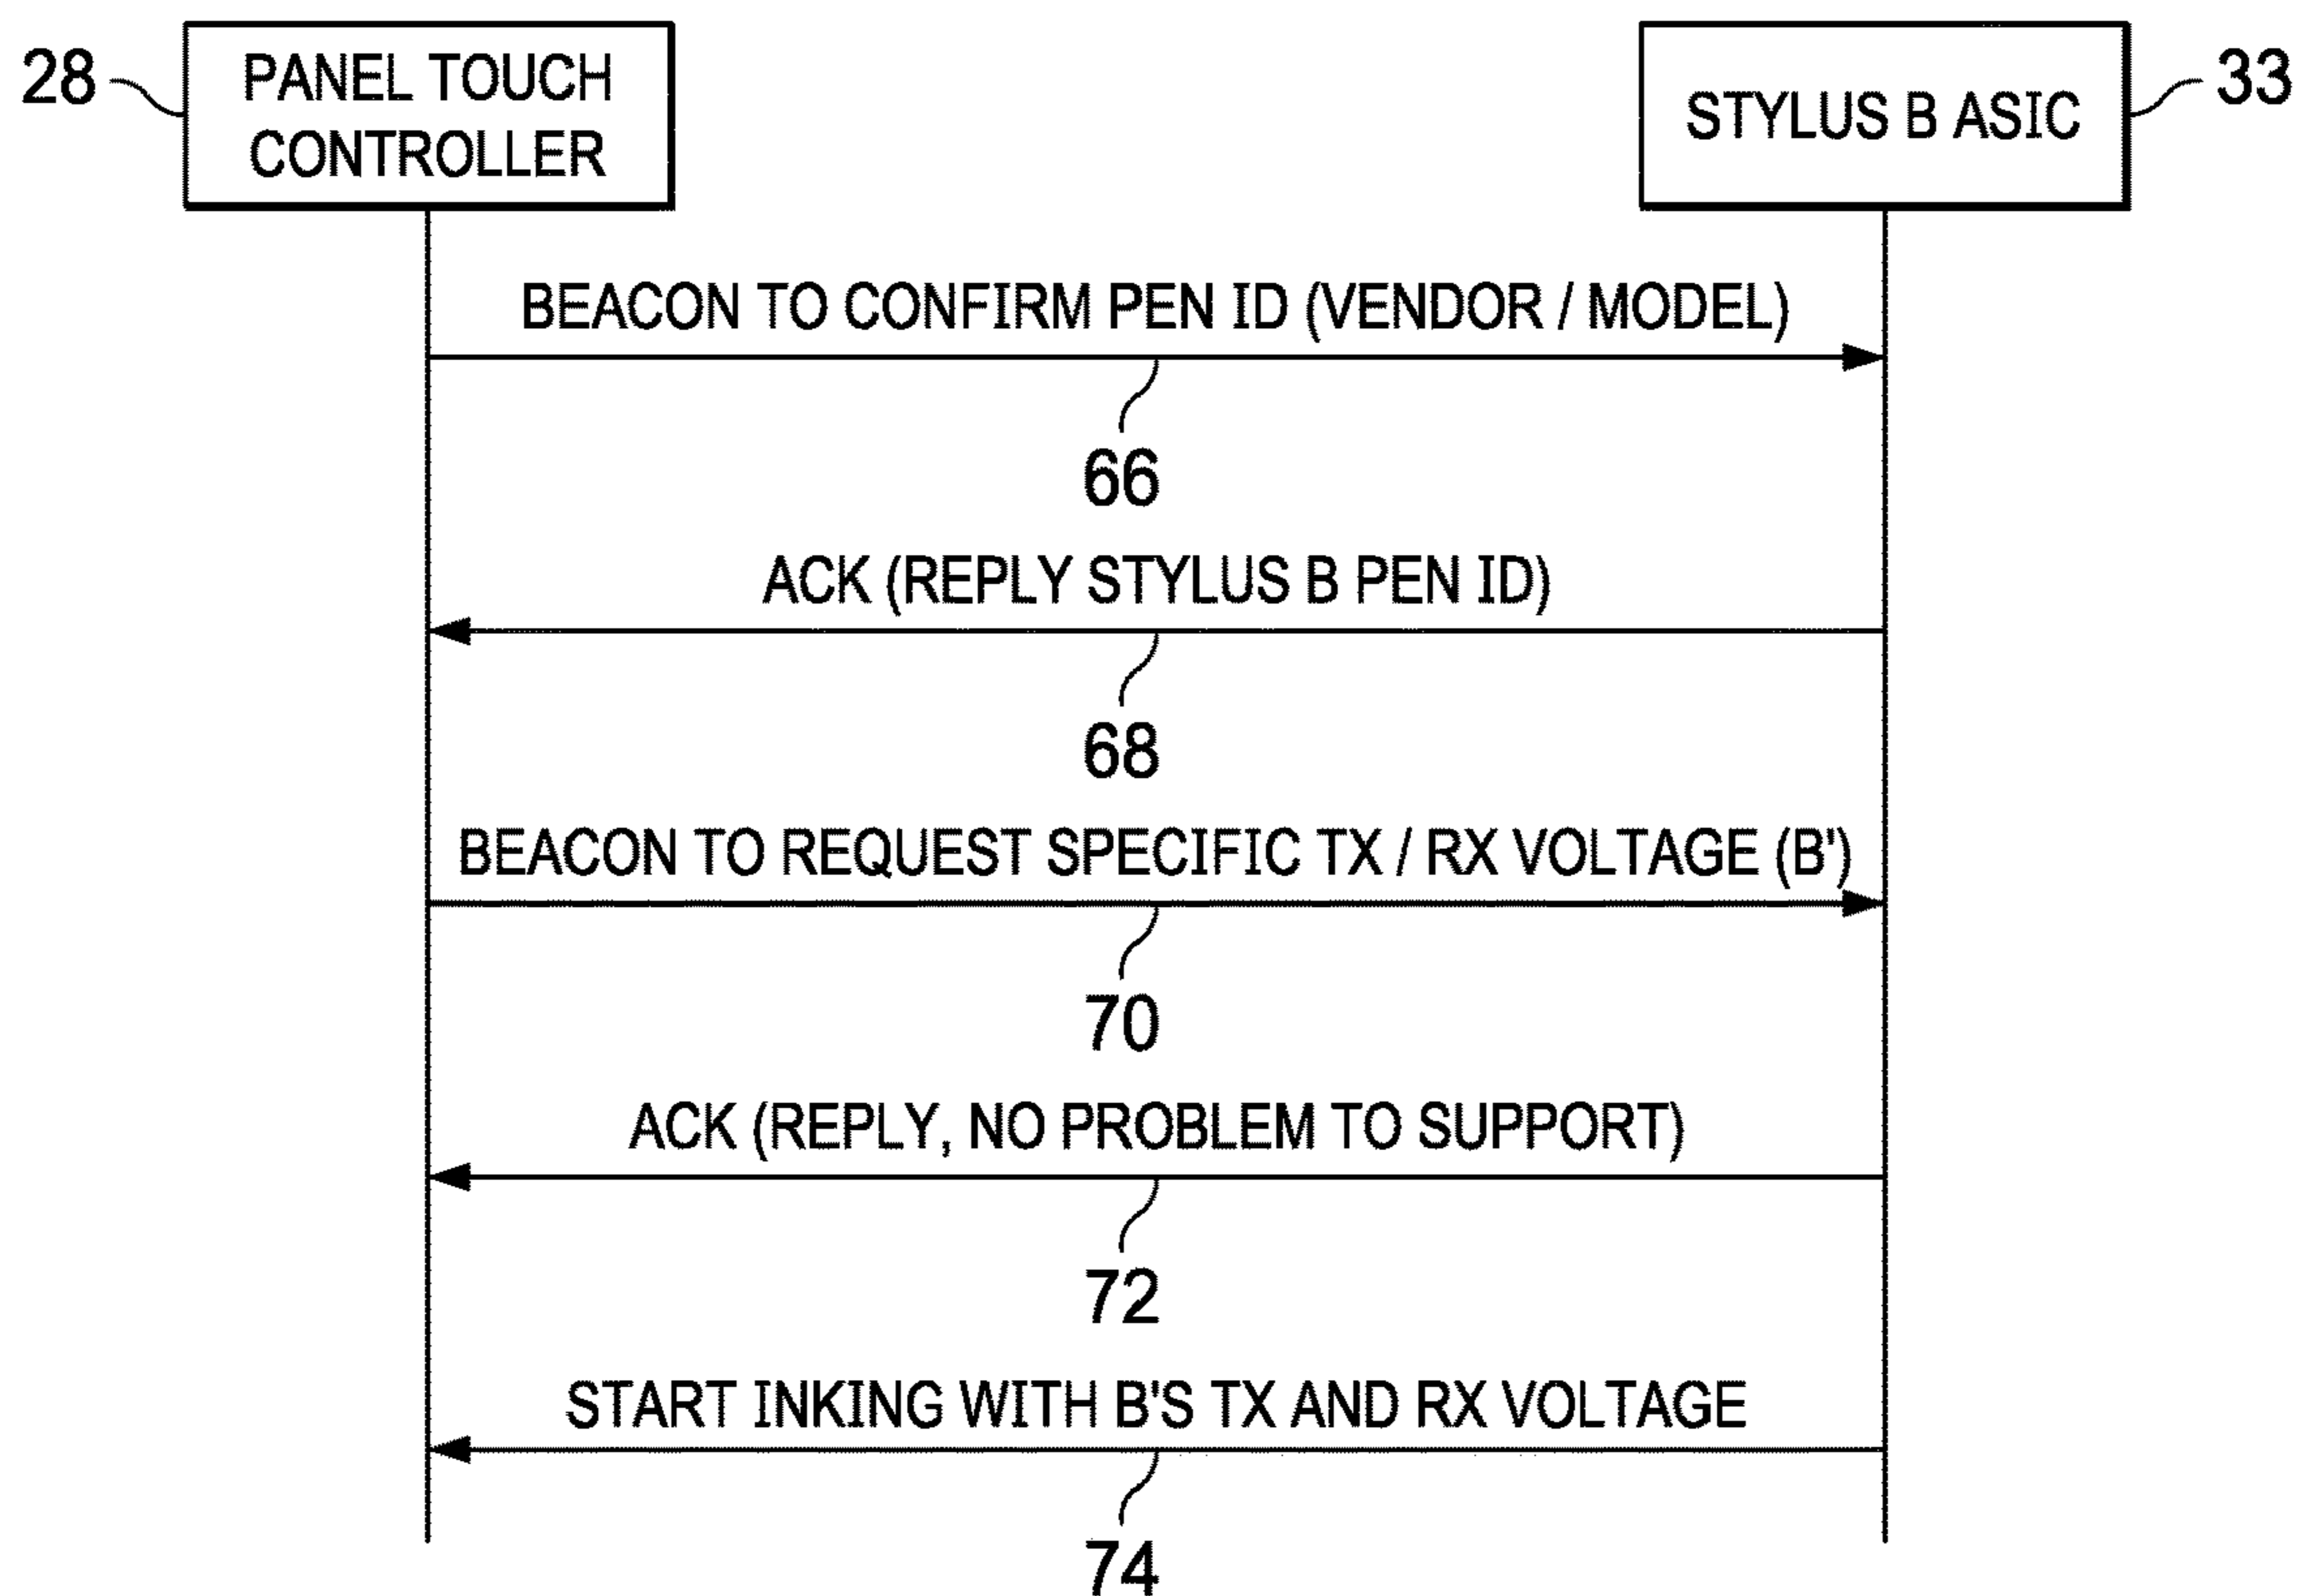 28
PANEL TOUCH
CONTROLLER
STYLUS B ASIC
33
BEACON TO CONFIRM PEN ID (VENDOR / MODEL)
66
ACK (REPLY STYLUS B PEN ID)
68
BEACON TO REQUEST SPECIFIC TX / RX VOLTAGE (B')
70
ACK (REPLY, NO PROBLEM TO SUPPORT)
72
START INKING WITH B'S TX AND RX VOLTAGE
74